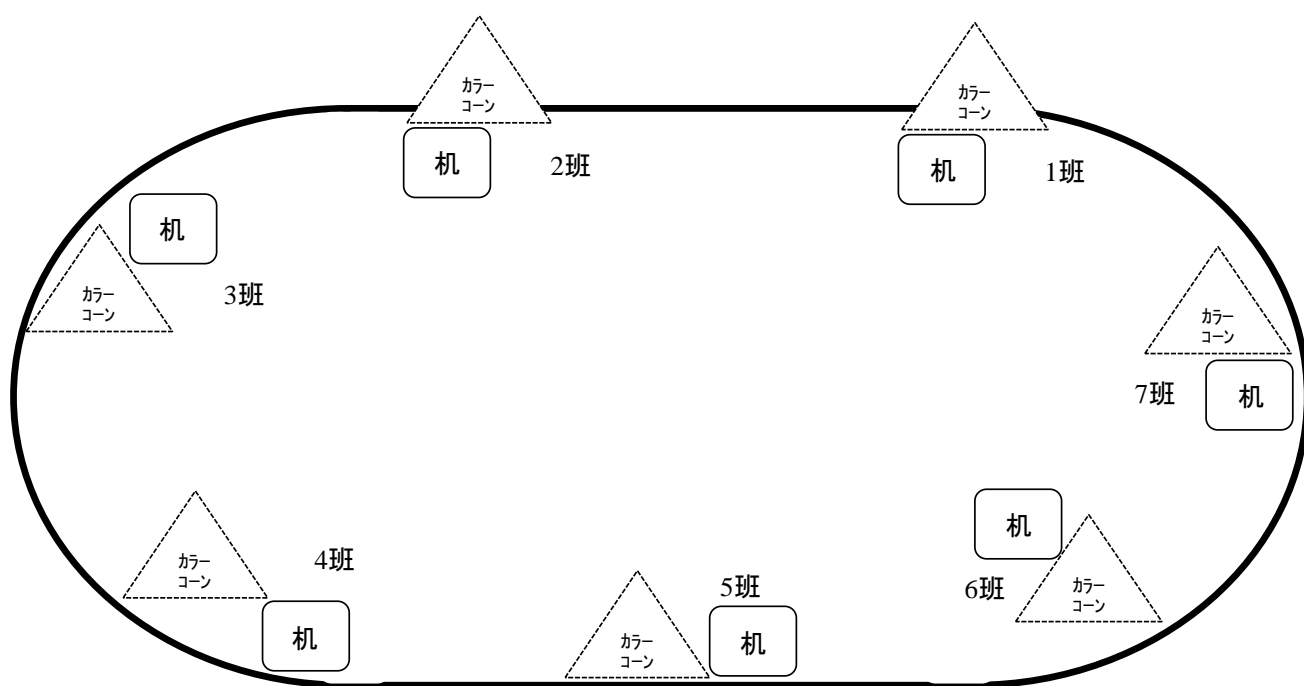 カラー
コーン
カラー
コーン
机
2班
机
1班
机
カラー
コーン
3班
カラー
コーン
7班
机
カラー
コーン
4班
机
カラー
コーン
5班
机
机
6班
カラー
コーン